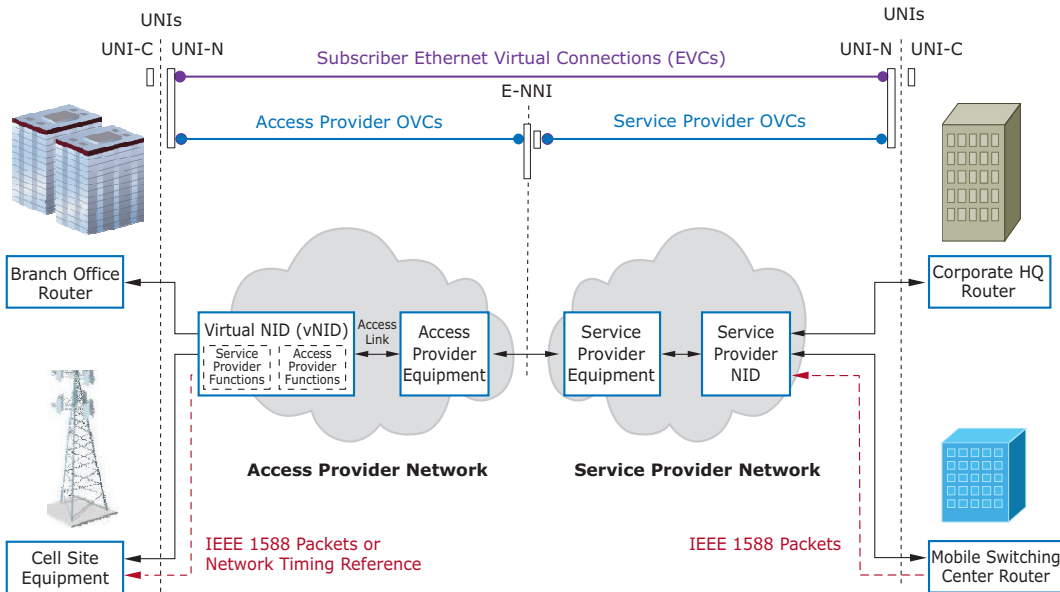 UNIs
UNIs
UNI-C
UNI-N
UNI-N
UNI-C
Subscriber Ethernet Virtual Connections (EVCs)
E-NNI
Access Provider OVCs
Service Provider OVCs
Branch Office
Router
Corporate HQ
Router
Virtual NID (vNID)
Service
Provider
Functions
Access
Provider
Functions
Access
Link
Access
Provider
Equipment
Service
Provider
Equipment
Service
Provider
NID
Access Provider Network
Service Provider Network
IEEE 1588 Packets or
Network Timing Reference
IEEE 1588 Packets
Cell Site
Equipment
Mobile Switching
Center Router